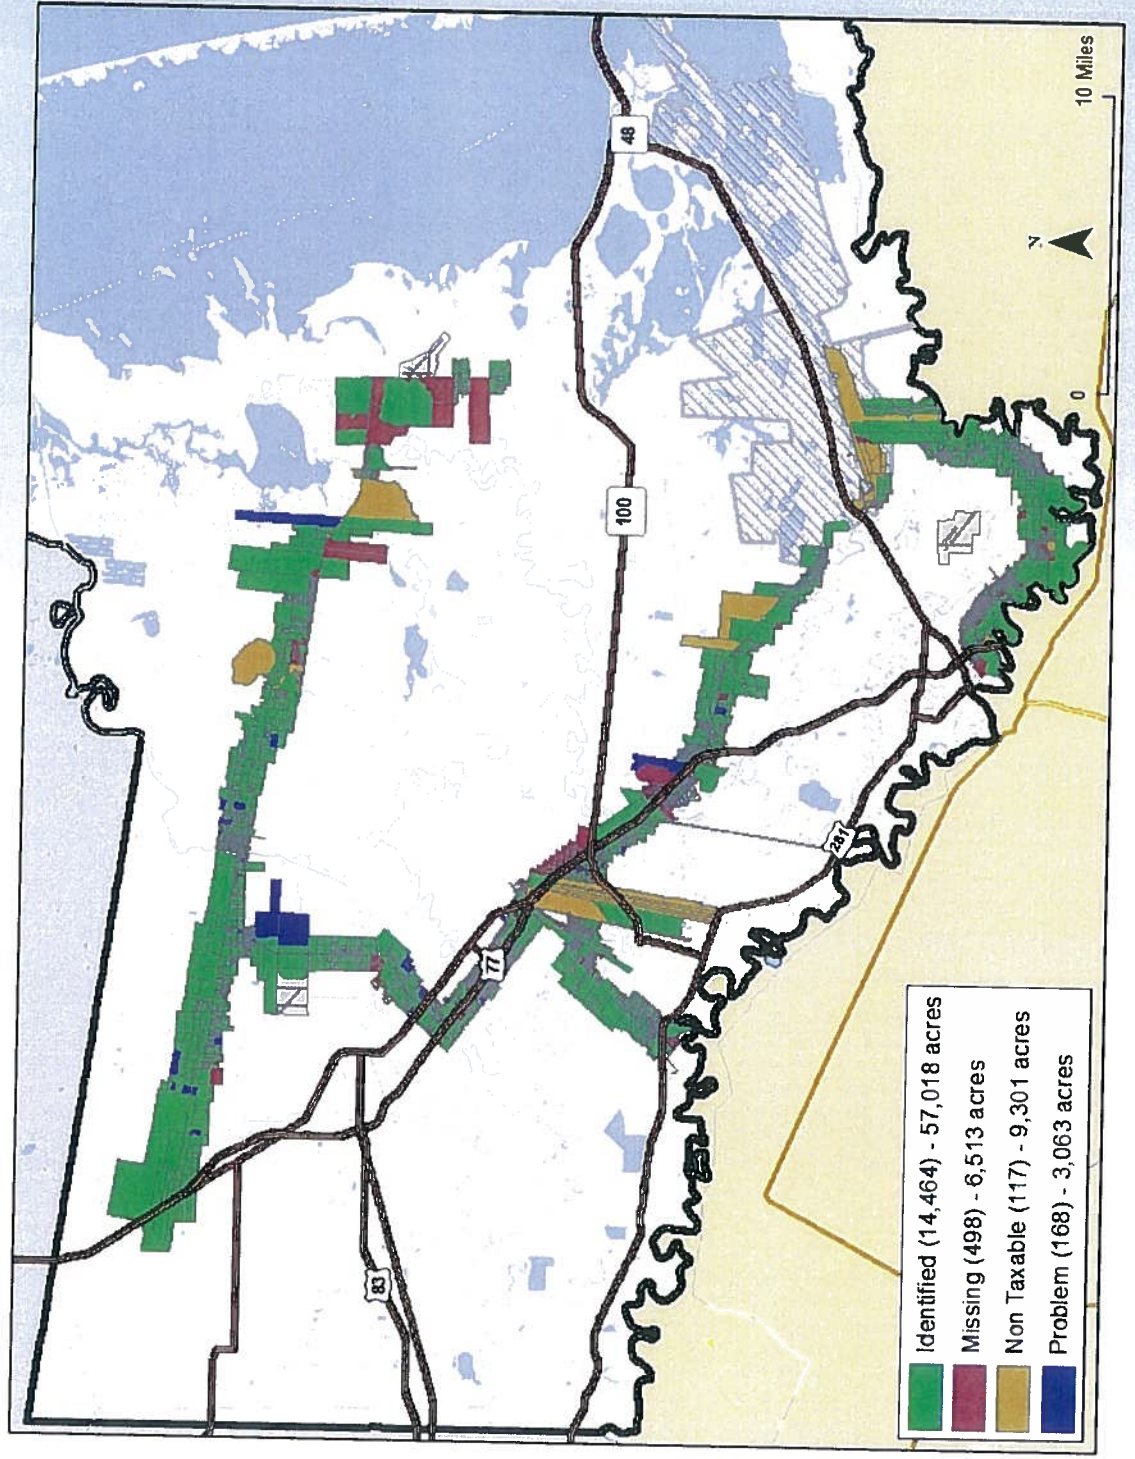 48
100
77
281
83
N
0
10 Miles
Identified (14,464) - 57,018 acres
Missing (498) - 6,513 acres
Non Taxable (117) - 9,301 acres
Problem (168) - 3,063 acres